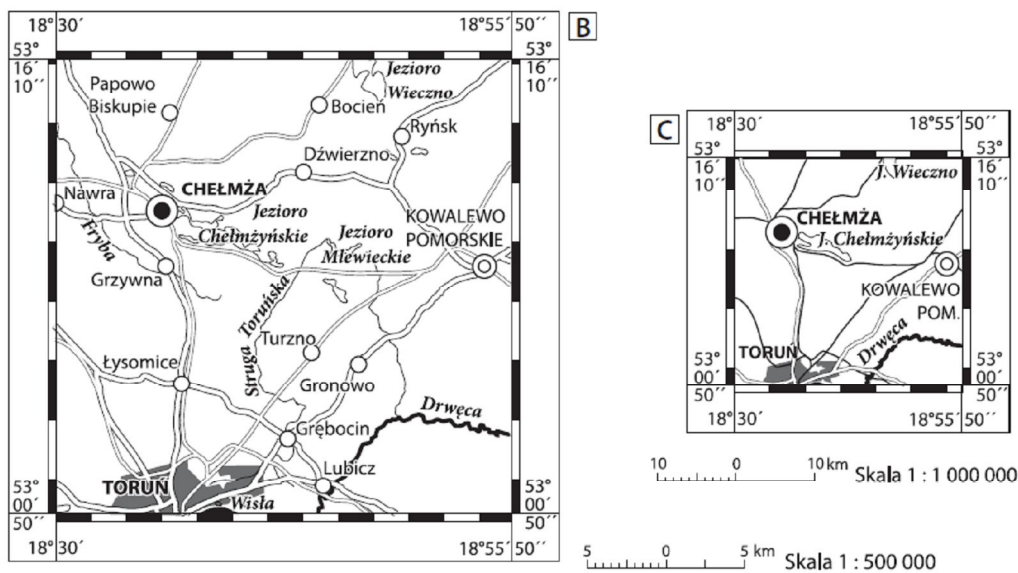 18°30´
18°55´50´´
B
53°
16´
10´´
53°
16´
10´´
Papowo
Biskupie
Jezioro
Wieczno
Bocień
Ryńsk
Dźwierzno
Nawra
CHEŁMŻA
Jezioro
Chełmżyńskie
KOWALEWO
POMORSKIE
Jezioro
Mlewieckie
Fryba
Grzywna
Struga Toruńska
Turzno
Łysomice
Gronowo
Drwęca
Grębocin
Lubicz
TORUŃ
Wisła
53°
00´
50´´
53°
00´
50´´
18°30´
18°55´50´´
C
18°30´
18°55´50´´
53°
16´
10´´
53°
16´
10´´
J. Wieczno
CHEŁMŻA
J. Chełmżyńskie
KOWALEWO
POM.
TORUŃ
Drwęca
53°
00´
50´´
53°
00´
50´´
18°30´
18°55´50´´
10 0 10 km Skala 1 : 1 000 000
5 0 5 km Skala 1 : 500 000